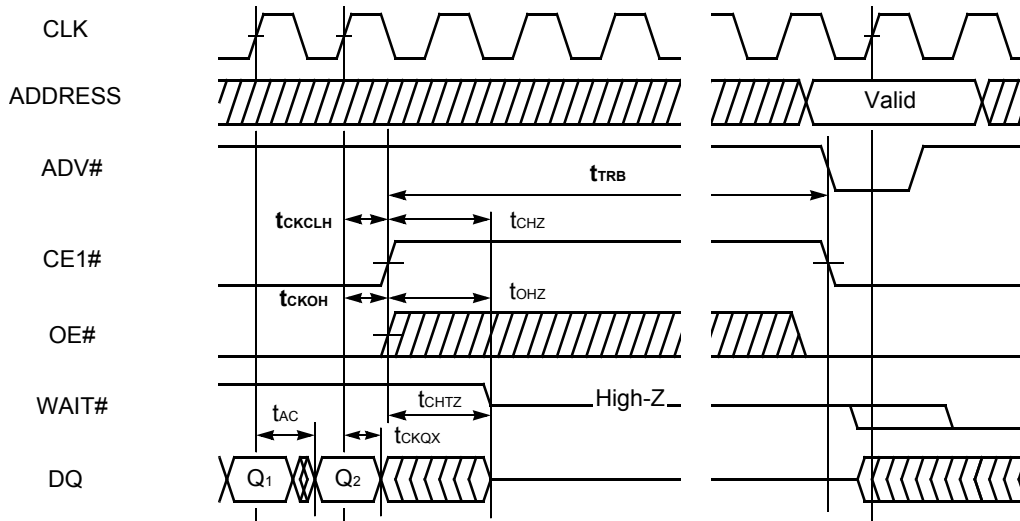 CLK
ADDRESS
Valid
ADV#
tTRB
tCKCLH
tCHZ
CE1#
tCKOH
tOHZ
OE#
WAIT#
tCHTZ
High-Z
tAC
tCKQX
DQ
Q1
Q2